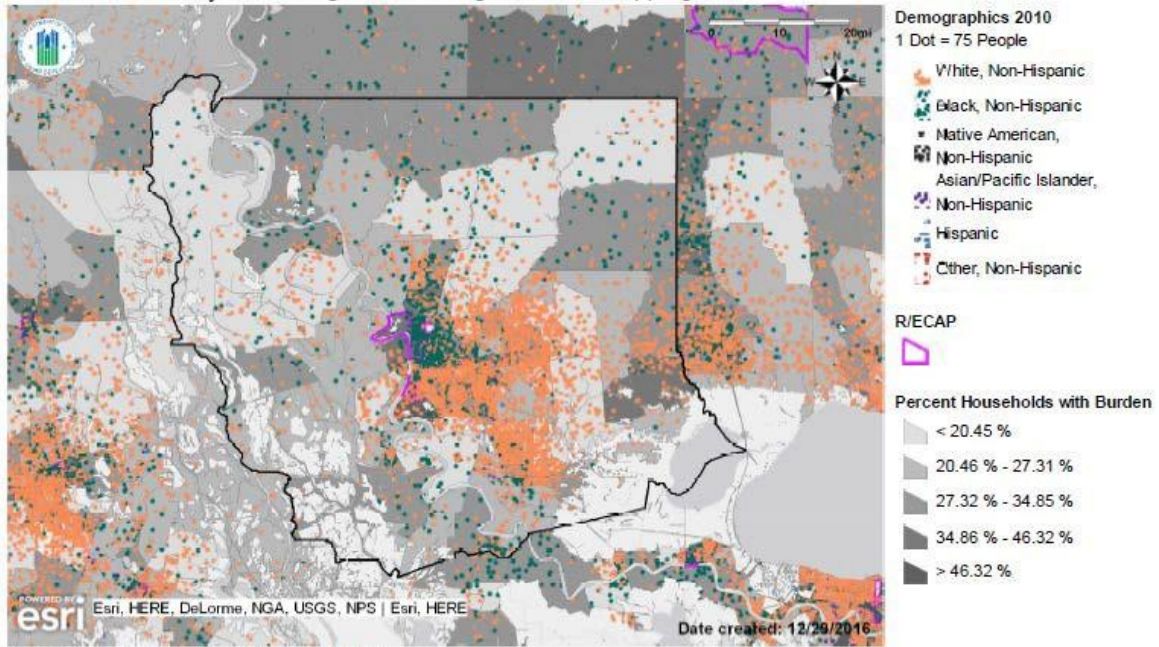 0 10 20mi
W E
Demographics 2010
1 Dot = 75 People
White, Non-Hispanic
Black, Non-Hispanic
Native American,
Non-Hispanic
Asian/Pacific Islander,
Non-Hispanic
Hispanic
Other, Non-Hispanic
R/ECAP
Percent Households with Burden
< 20.45 %
20.46 % - 27.31 %
27.32 % - 34.85 %
34.86 % - 46.32 %
> 46.32 %
POWERED BY
esri
Esri, HERE, DeLorme, NGA, USGS, NPS | Esri, HERE
Date created: 12/29/2016